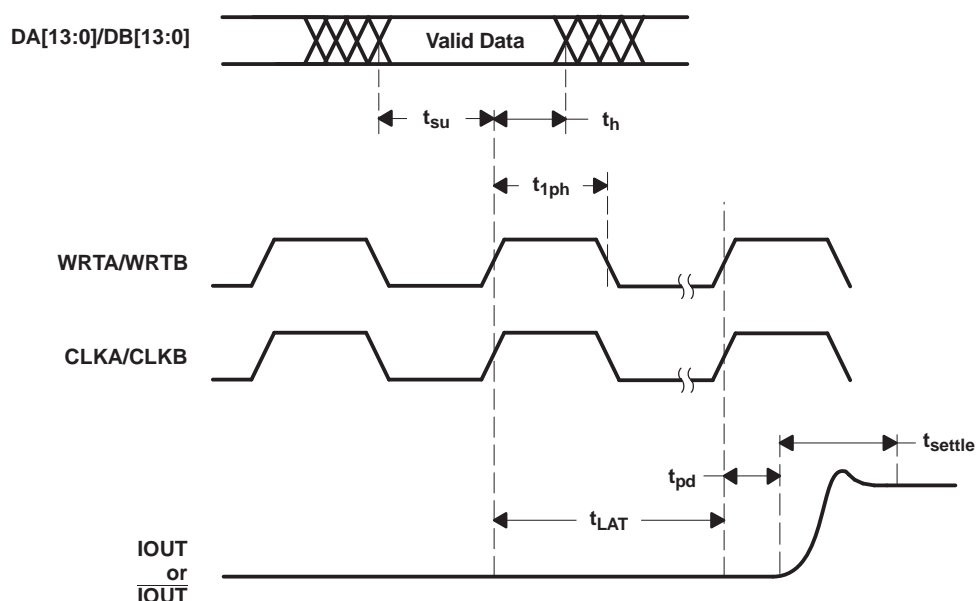 DA[13:0]/DB[13:0]
Valid Data
tsu
th
t1ph
WRTA/WRTB
CLKA/CLKB
tsettle
tpd
tLAT
IOUT
or
IOUT